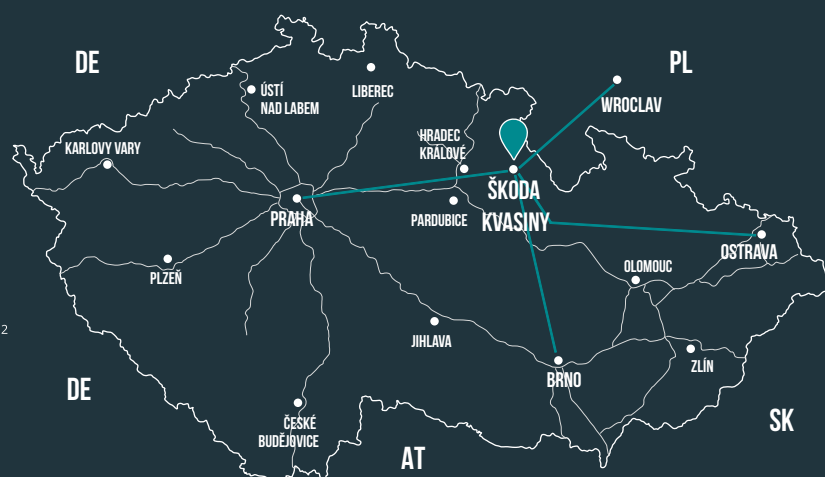 DE
PL
ÚSTÍ
NAD LABEM
LIBEREC
WROCLAV
KARLOVY VARY
HRADEC
KRÁLOVÉ
ŠKODA
KVASINY
PRAHA
PARDUBICE
OSTRAVA
OLOMOUC
PLZEŇ
2
JIHLAVA
ZLÍN
BRNO
DE
ČESKÉ
BUDĚJOVICE
SK
AT